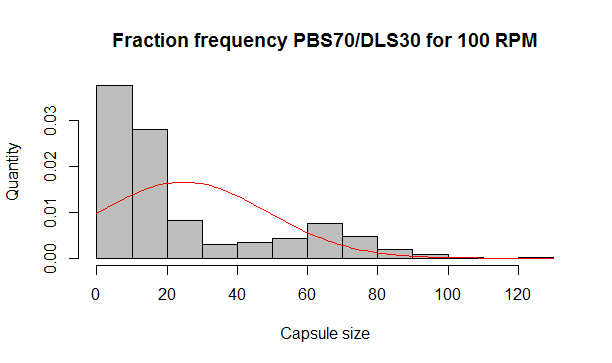 Fraction frequency PBS70/DLS30 for 100 RPM
Quantity
0.03
0.02
0.01
0.00
0 20 40 60 80 100 120
Capsule size